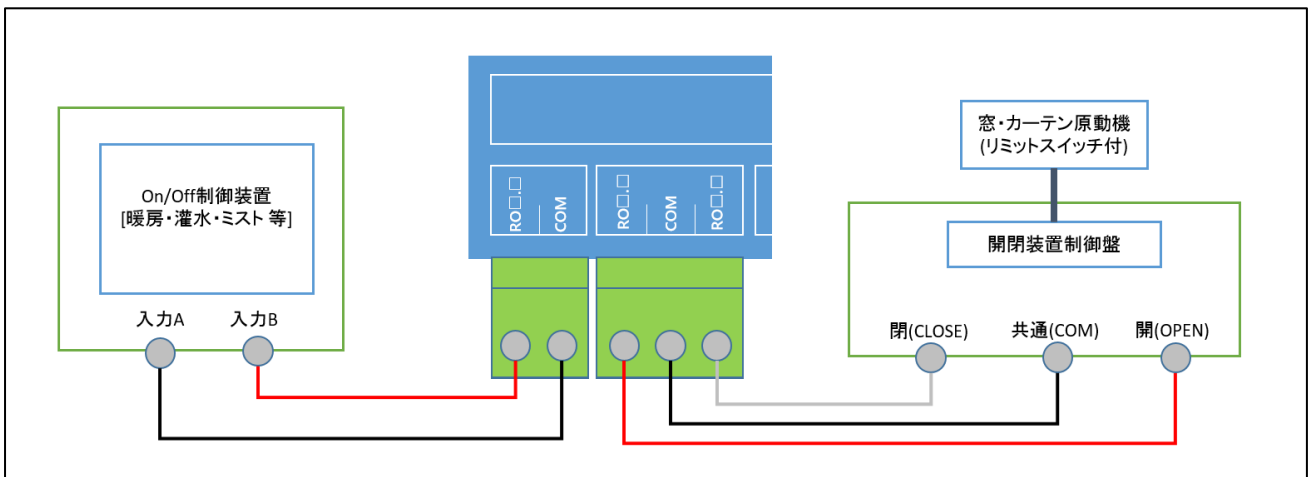 On/Off制御装置
[暖房・灌水・ミスト 等]
入力A
入力B
RO□.□
COM
RO□.□
COM
RO□.□
窓・カーテン原動機
(リミットスイッチ付)
開閉装置制御盤
閉(CLOSE)
共通(COM)
開(OPEN)